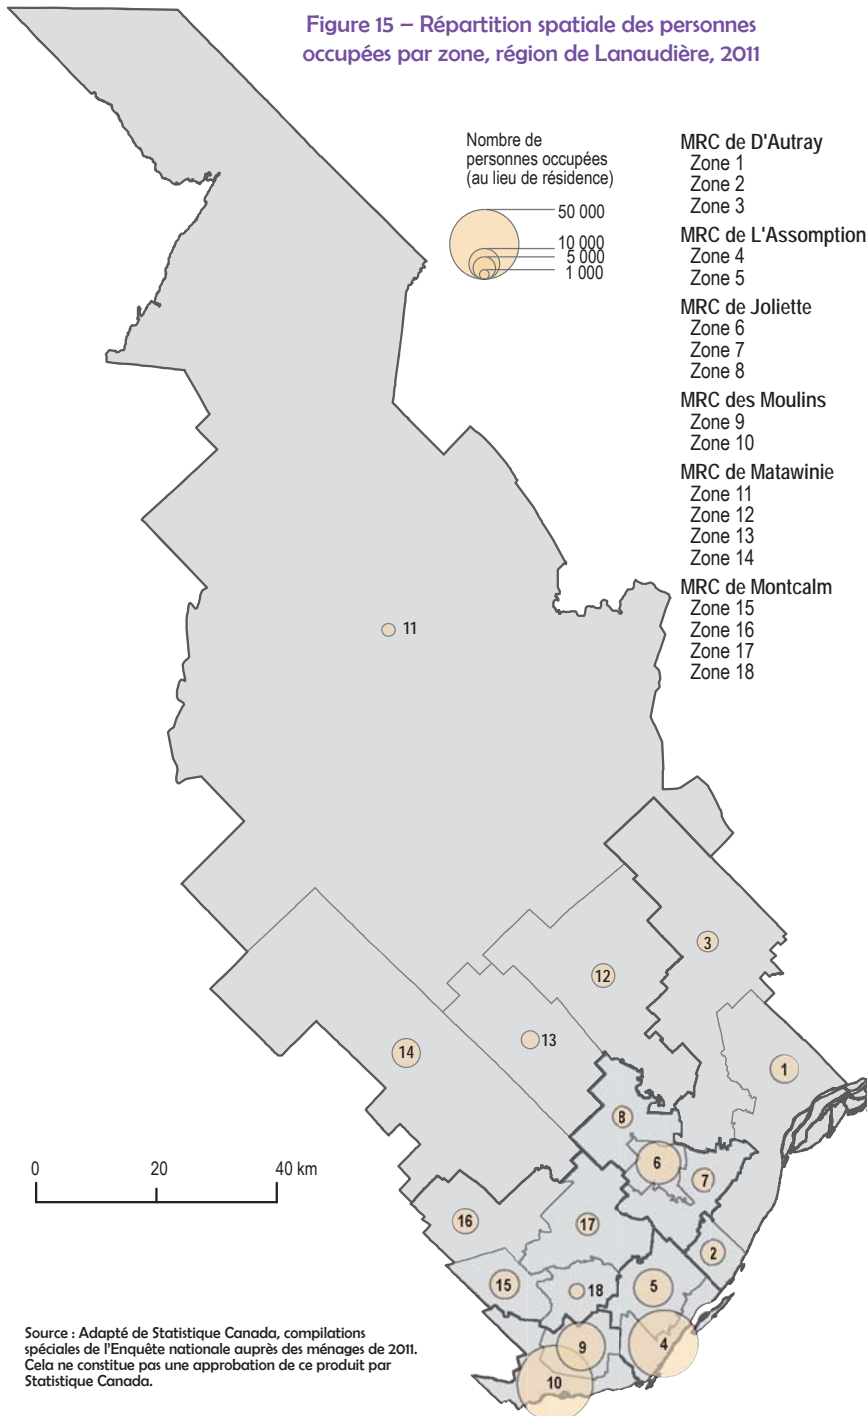 Figure 15 – Répartition spatiale des personnes
occupées par zone, région de Lanaudière, 2011
Nombre de
personnes occupées
(au lieu de résidence)
50 000
10 000
5 000
1 000
MRC de D'Autray
Zone 1
Zone 2
Zone 3
MRC de L'Assomption
Zone 4
Zone 5
MRC de Joliette
Zone 6
Zone 7
Zone 8
MRC des Moulins
Zone 9
Zone 10
MRC de Matawinie
Zone 11
Zone 12
Zone 13
Zone 14
MRC de Montcalm
Zone 15
Zone 16
Zone 17
Zone 18
11
3
12
13
14
1
8
6
7
16
17
2
15
18
5
9
4
10
0 20 40 km
Source : Adapté de Statistique Canada, compilations
spéciales de l'Enquête nationale auprès des ménages de 2011.
Cela ne constitue pas une approbation de ce produit par
Statistique Canada.